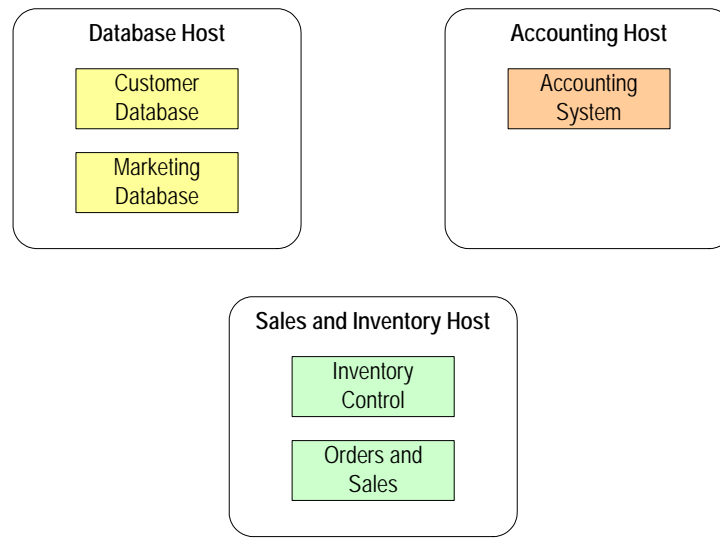 Database Host
Customer
Database
Marketing
Database
Accounting Host
Accounting
System
Sales and Inventory Host
Inventory
Control
Orders and
Sales